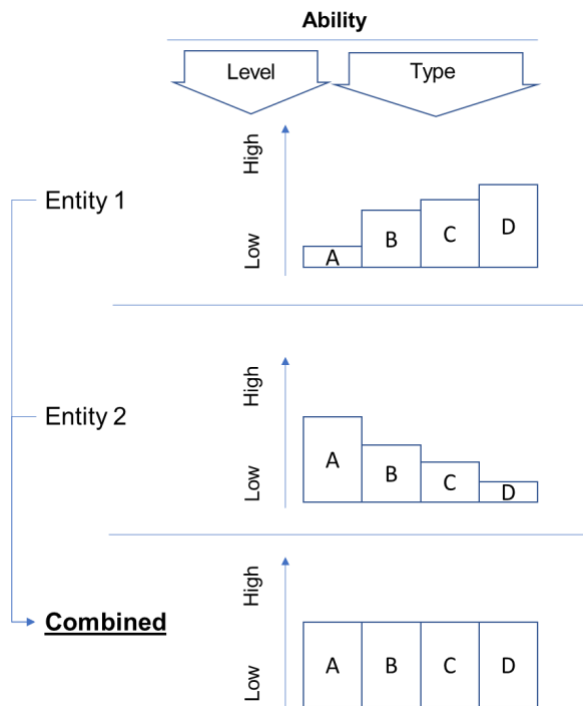 Ability
Level Type
High
Low
Entity 1
A B C D
High
Low
Entity 2
A B C D
High
Low
Combined
A B C D